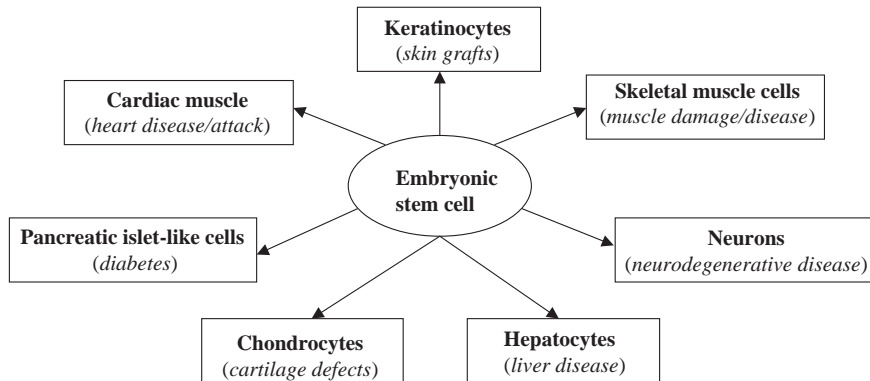 Keratinocytes
(skin grafts)
Cardiac muscle
(heart disease/attack)
Skeletal muscle cells
(muscle damage/disease)
Embryonic
stem cell
Pancreatic islet-like cells
(diabetes)
Neurons
(neurodegenerative disease)
Chondrocytes
(cartilage defects)
Hepatocytes
(liver disease)